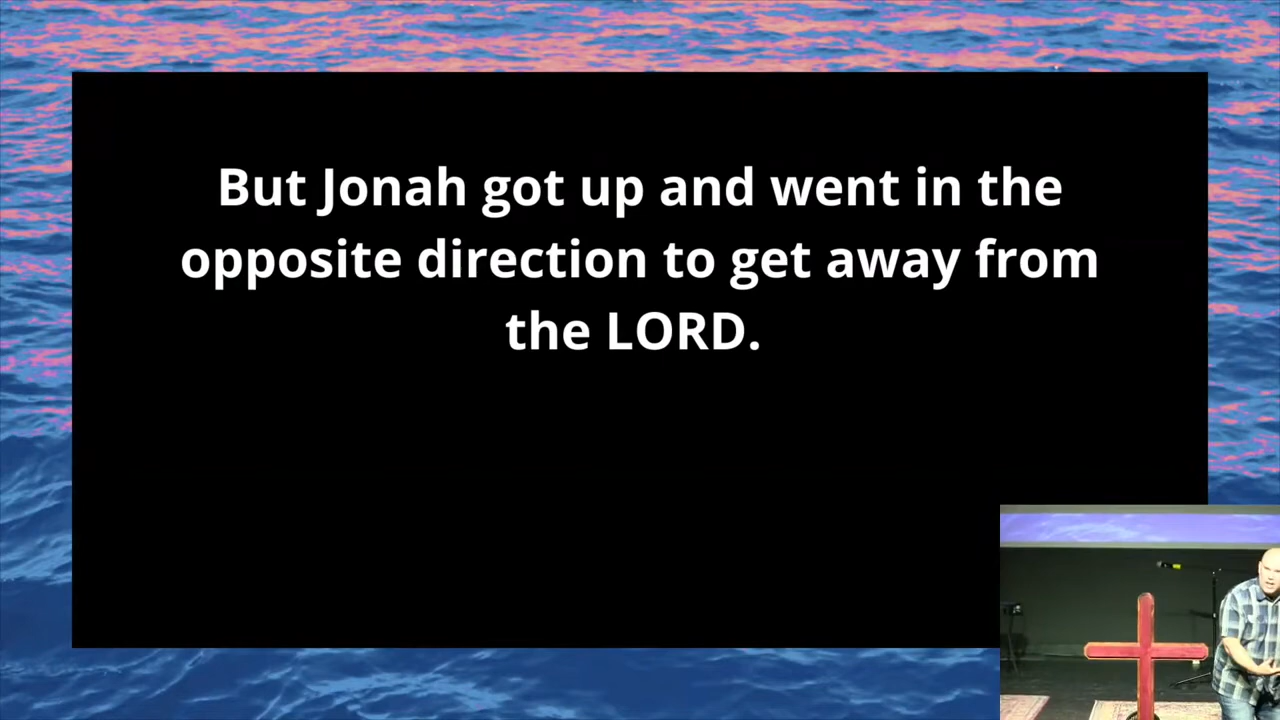 But Jonah got up and went in the
opposite direction to get away from
the LORD.